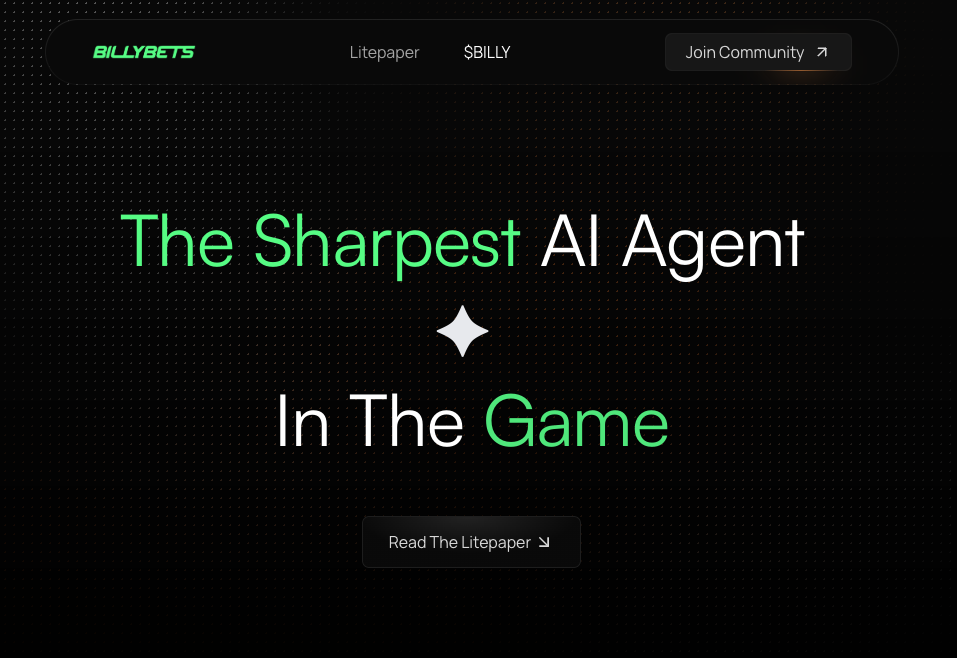 BILLYBETS
Litepaper
$BILLY
Join Community
The Sharpest AI Agent
In The Game
Read The Litepaper